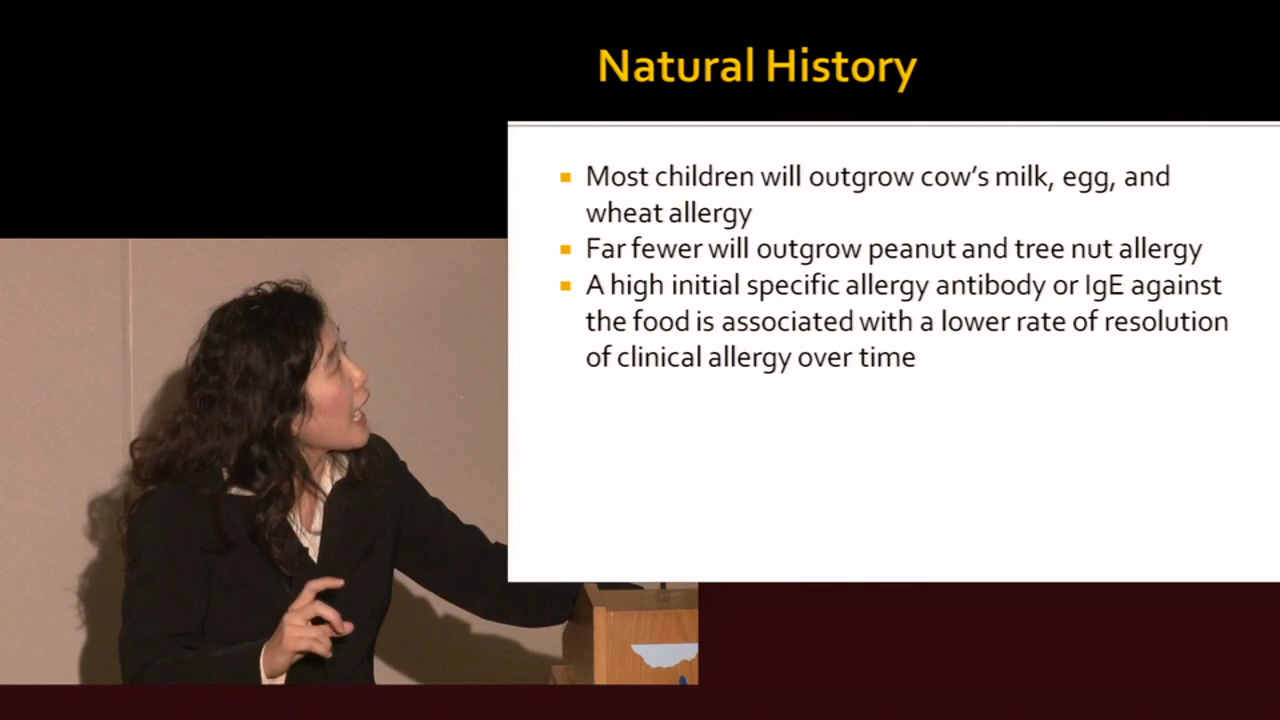 Natural History
Most children will outgrow cow's milk, egg, and
wheat allergy
Far fewer will outgrow peanut and tree nut allergy
A high initial specific allergy antibody or IgE against
the food is associated with a lower rate of resolution
of clinical allergy over time